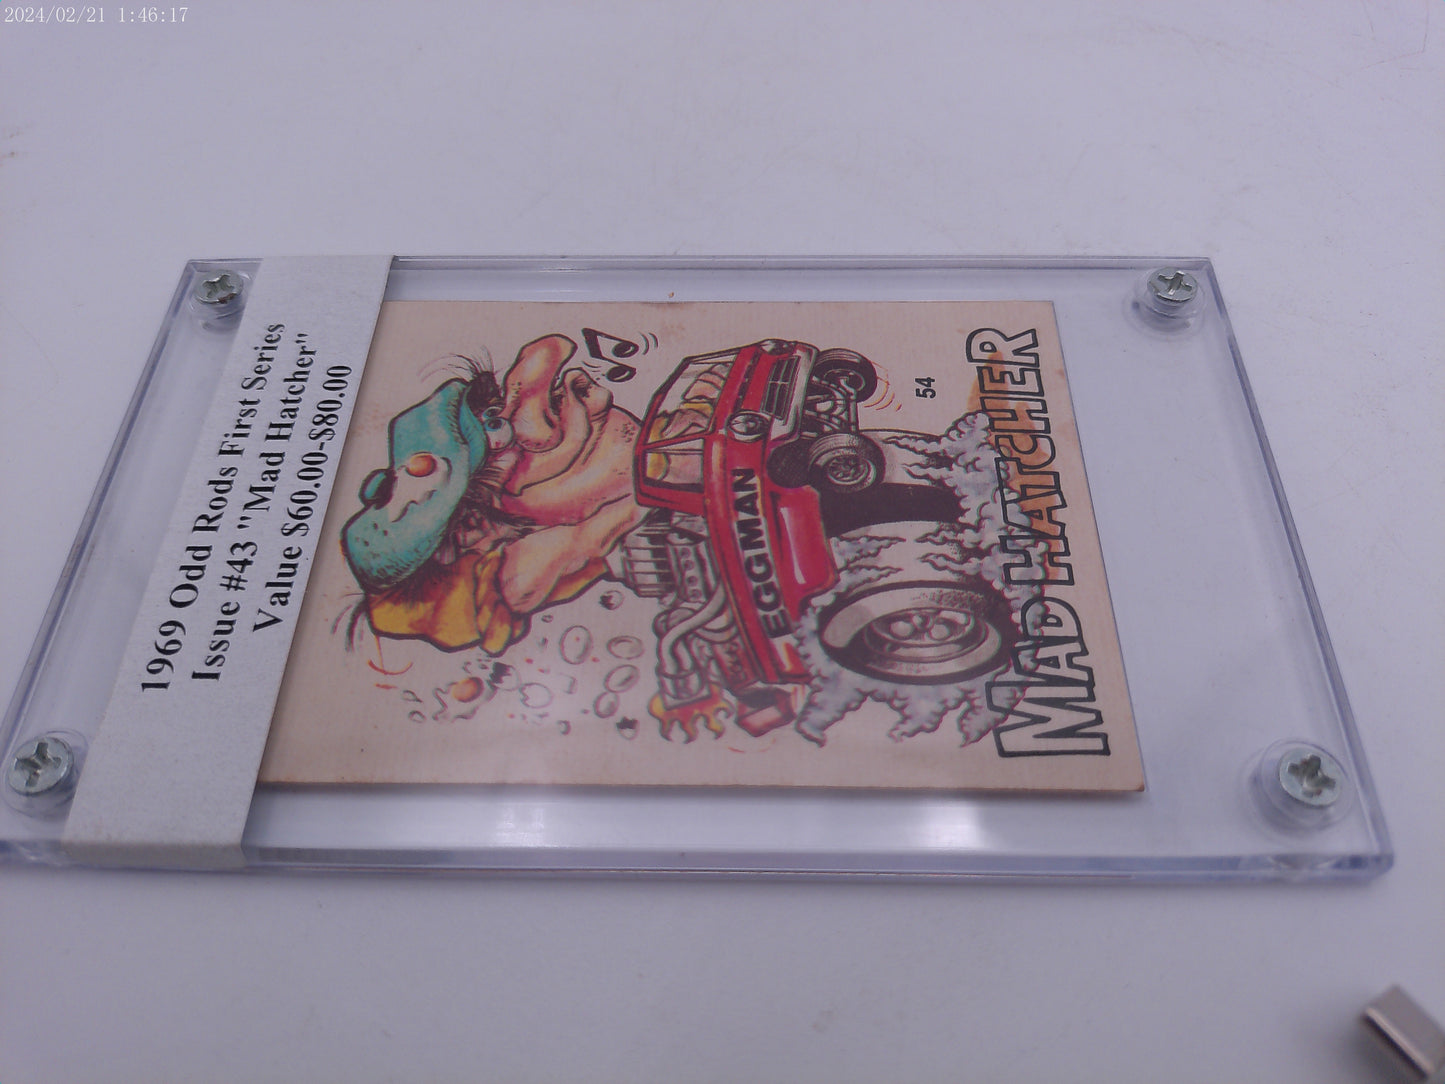 2024/02/21 1:46:17
1969 Odd Rods First Series
Issue #43 "Mad Hatcher"
Value $60.00-$80.00
EGGMAN
54
MAD HATCHER